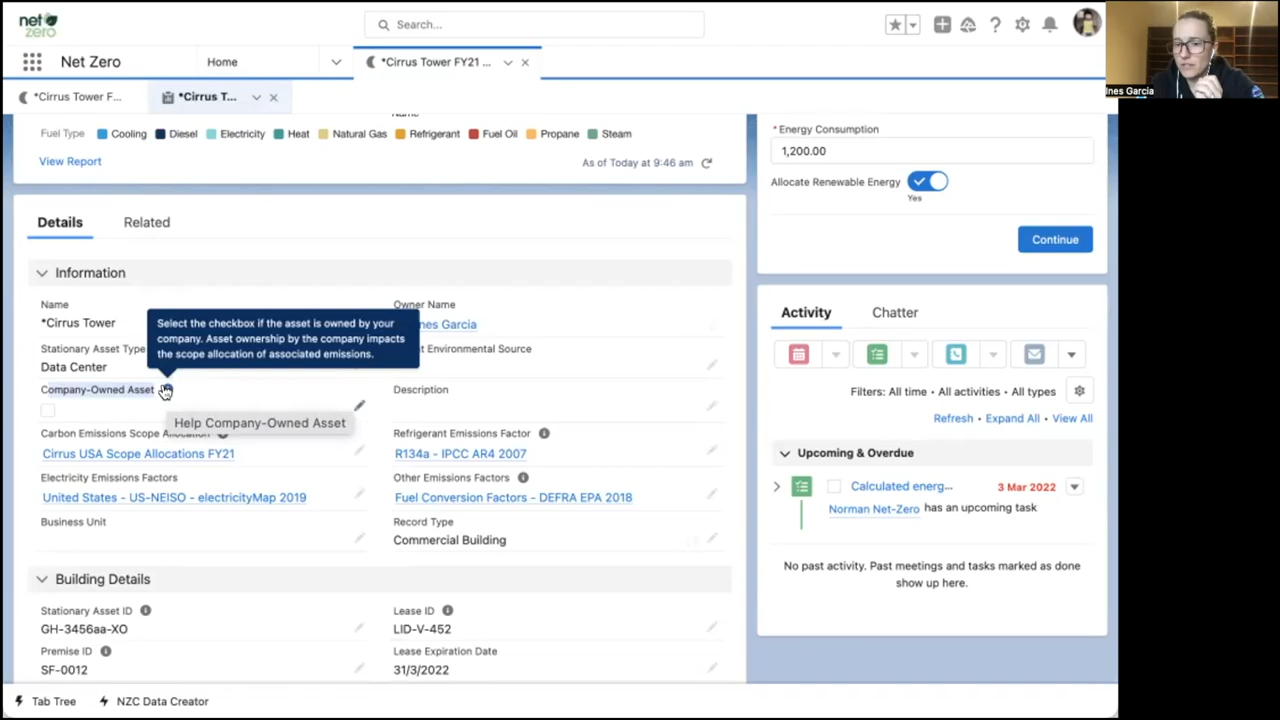 net
zero
Search...
Net Zero
Home
*Cirrus Tower FY21 ...
*Cirrus Tower F...
*Cirrus T...
Fuel Type
Cooling
Diesel
Electricity
Heat
Natural Gas
Refrigerant
Fuel Oil
Propane
Steam
View Report
As of Today at 9:46 am
Details
Related
Information
Name
*Cirrus Tower
Owner Name
Ines Garcia
Select the checkbox if the asset is owned by your
company. Asset ownership by the company impacts
the scope allocation of associated emissions.
Stationary Asset Type
Data Center
Environmental Source
Company-Owned Asset
Help Company-Owned Asset
Description
Carbon Emissions Scope Allocation
Cirrus USA Scope Allocations FY21
Refrigerant Emissions Factor
R134a - IPCC AR4 2007
Electricity Emissions Factors
United States - US-NEISO - electricityMap 2019
Other Emissions Factors
Fuel Conversion Factors - DEFRA EPA 2018
Business Unit
Record Type
Commercial Building
Building Details
Stationary Asset ID
GH-3456aa-XO
Lease ID
LID-V-452
Premise ID
SF-0012
Lease Expiration Date
31/3/2022
* Energy Consumption
1,200.00
Allocate Renewable Energy
Yes
Continue
Activity
Chatter
Filters: All time • All activities • All types
Refresh • Expand All • View All
Upcoming & Overdue
Calculated energ...
3 Mar 2022
Norman Net-Zero has an upcoming task
No past activity. Past meetings and tasks marked as done
show up here.
Tab Tree
NZC Data Creator
Ines Garcia